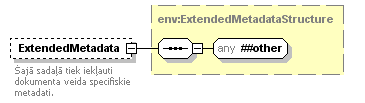 env:ExtendedMetadataStructure
ExtendedMetadata
any ##other
Šajā sadaļā tiek iekļauti
dokumenta veida specifiskie
metadati.